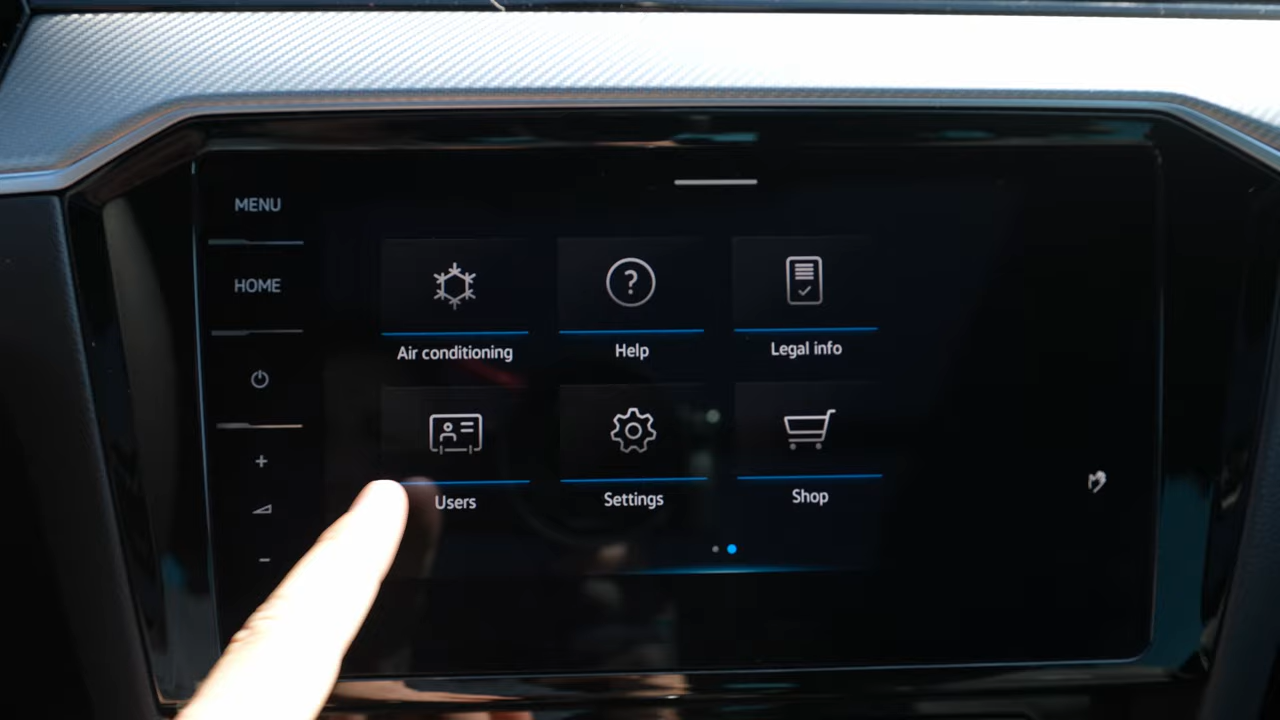 MENU
HOME
Air conditioning
Help
Legal info
Users
Settings
Shop